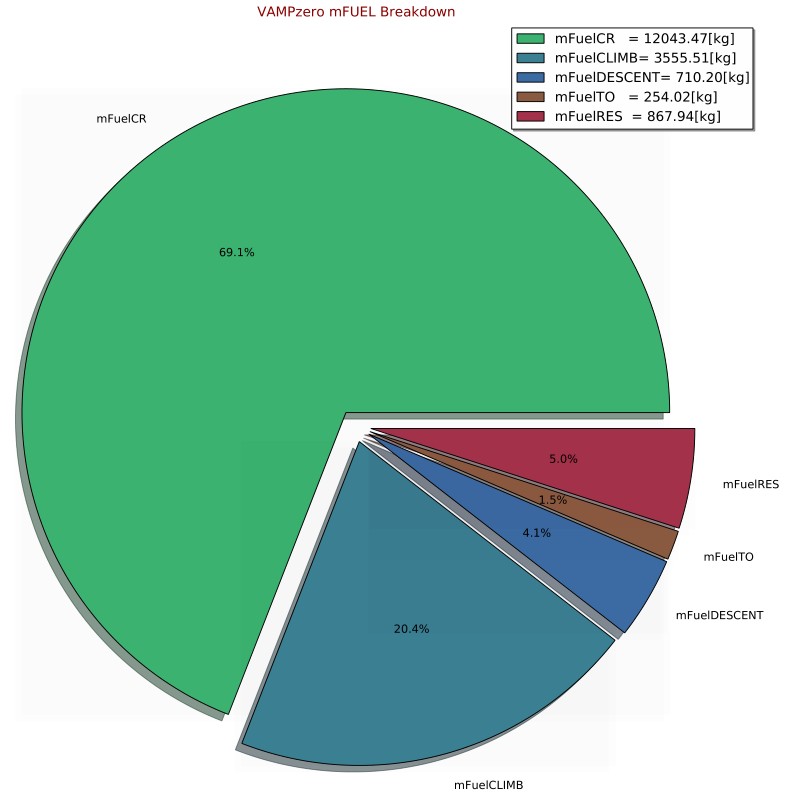 VAMPzero mFUEL Breakdown
mFuelCR = 12043.47[kg]
mFuelCLIMB= 3555.51[kg]
mFuelDESCENT= 710.20[kg]
mFuelTO = 254.02[kg]
mFuelRES = 867.94[kg]
mFuelCR
69.1%
5.0%
mFuelRES
1.5%
4.1%
mFuelTO
mFuelDESCENT
20.4%
mFuelCLIMB